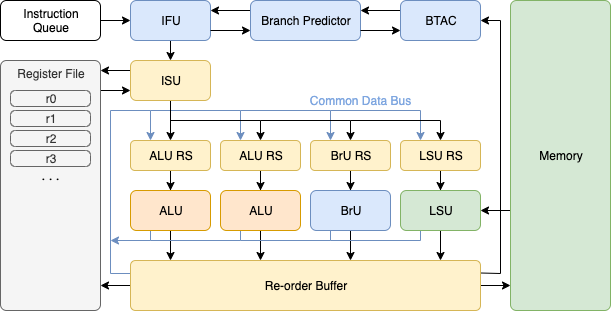 Instruction
Queue
IFU
Branch Predictor
BTAC
Register File
r0
r1
r2
r3
. . .
ISU
Common Data Bus
ALU RS
ALU RS
BrU RS
LSU RS
Memory
ALU
ALU
BrU
LSU
Re-order Buffer